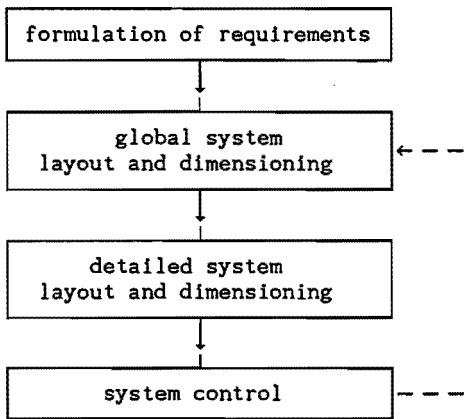 formulation of requirements
global system
layout and dimensioning
detailed system
layout and dimensioning
system control